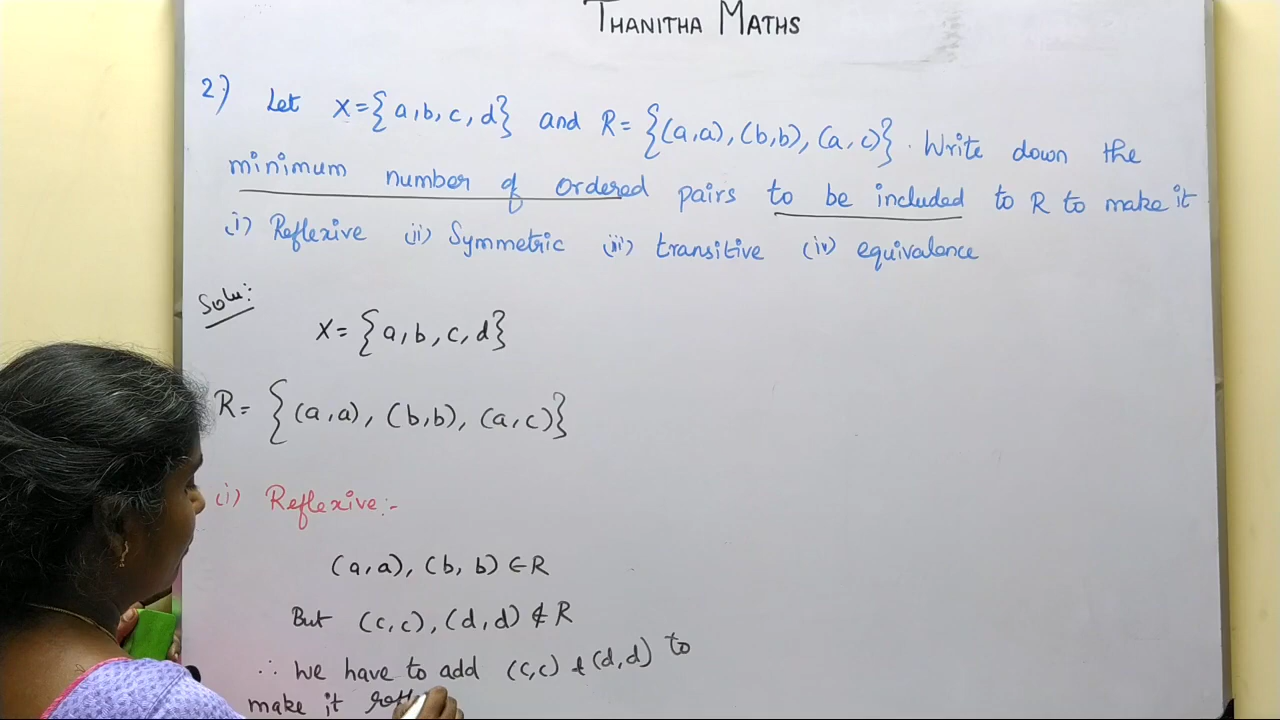 THANITHA MATHS
2) Let X={a,b,c,d} and R= {(a,a),(b,b),(a,c)}. Write down the
minimum number of ordered pairs to be included to R to make it
(i) Reflexive (ii) Symmetric (iii) transitive (iv) equivalence
Solu:
X={a,b,c,d}
R= {(a,a),(b,b),(a,c)}
(i) Reflexive:-
(a,a),(b,b)∈R
But (c,c),(d,d)∉R
∴ We have to add (c,c) & (d,d) to
make it